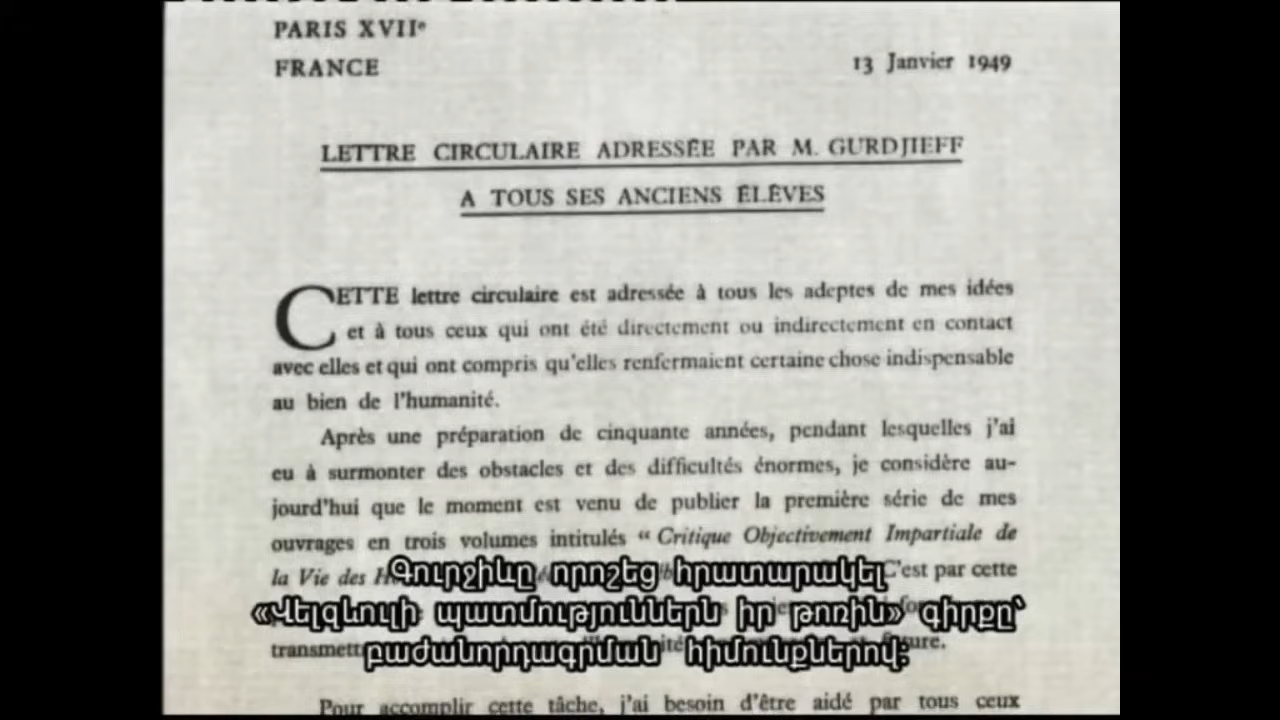 PARIS XVIIᵉ
FRANCE
13 Janvier 1949
LETTRE CIRCULAIRE ADRESSÉE PAR M. GURDJIEFF
A TOUS SES ANCIENS ÉLÈVES
CETTE lettre circulaire est adressée à tous les adeptes de mes idées
et à tous ceux qui ont été directement ou indirectement en contact
avec elles et qui ont compris qu'elles renfermaient certaine chose indispensable
au bien de l'humanité.
Après une préparation de cinquante années, pendant lesquelles j'ai
eu à surmonter des obstacles et des difficultés énormes, je considère au-
jourd'hui que le moment est venu de publier la première série de mes
ouvrages en trois volumes intitulés “ Critique Objectivement Impartiale de
la Vie des C'est par cette
Գուրջիևը որոշեց հրատարակել
«Վելզևուլի պատմություններն իր թոռին» գիրքը՝
բաժանորդագրման հիմունքներով:
Pour accomplir cette tâche, j'ai besoin d'être aidé par tous ceux